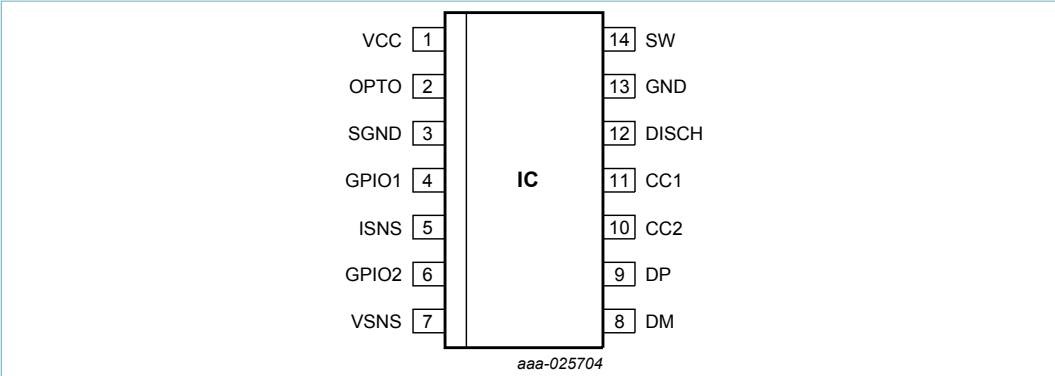 VCC 1 14 SW
OPTO 2 13 GND
SGND 3 12 DISCH
GPIO1 4 IC 11 CC1
ISNS 5 10 CC2
GPIO2 6 9 DP
VSNS 7 8 DM
aaa-025704